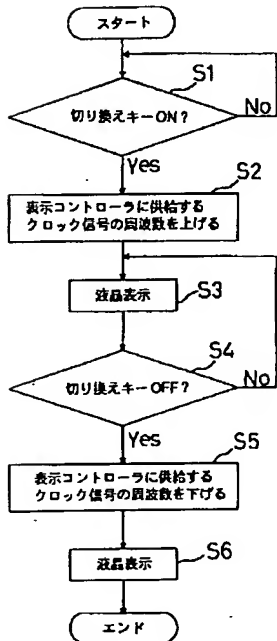 スタート
S1
切り換えキーON?
No
Yes
S2
表示コントローラに供給する
クロック信号の周波数を上げる
液晶表示
S3
S4
切り換えキーOFF?
No
Yes
S5
表示コントローラに供給する
クロック信号の周波数を下げる
液晶表示
S6
エンド